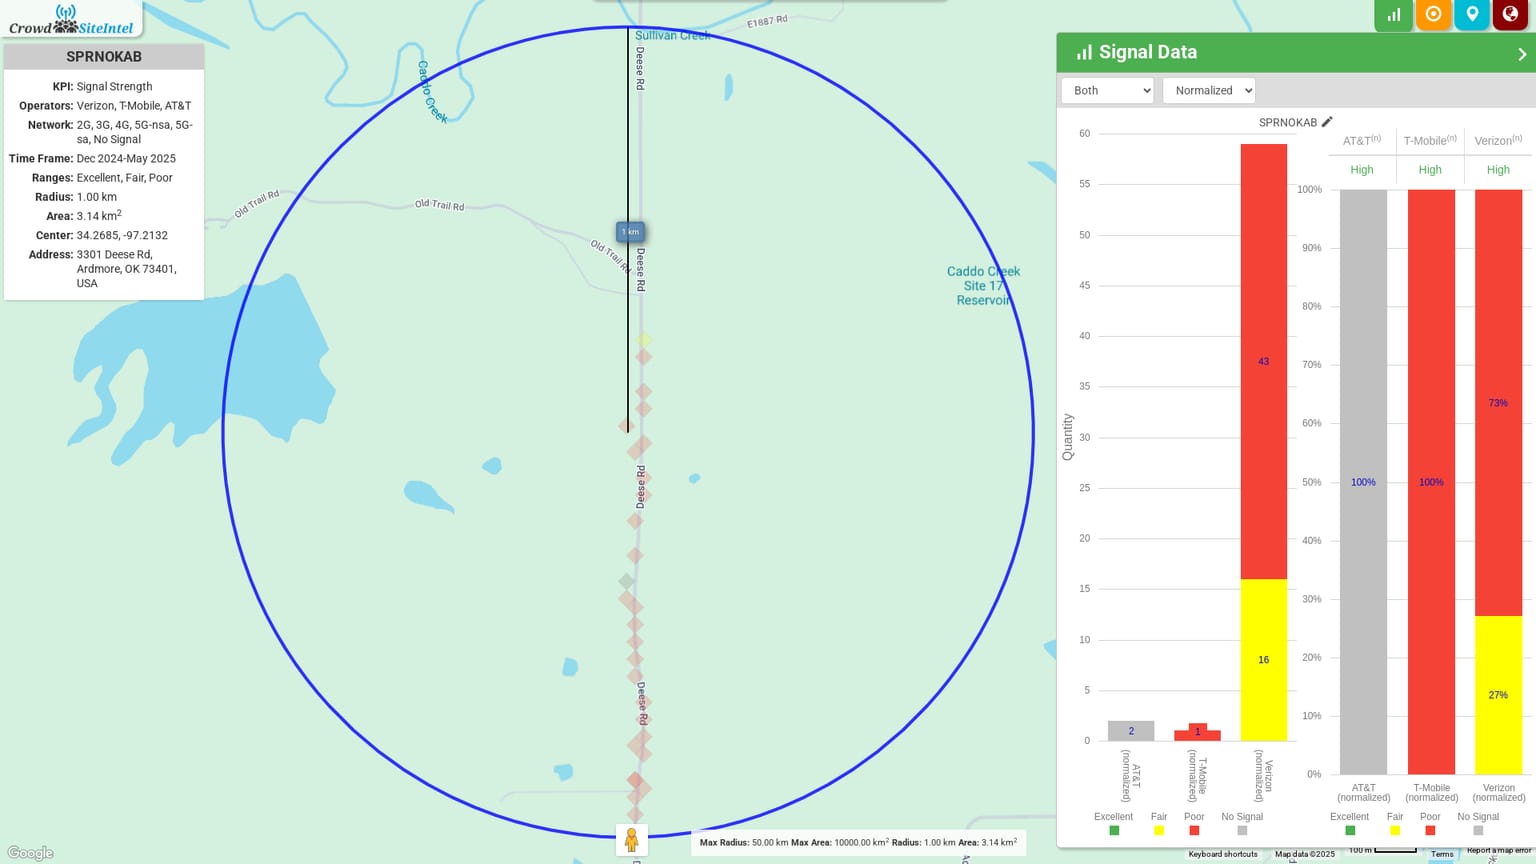 Crowd SiteIntel
SPRNOKAB
KPI: Signal Strength
Operators: Verizon, T-Mobile, AT&T
Network: 2G, 3G, 4G, 5G-nsa, 5G-
sa, No Signal
Time Frame: Dec 2024-May 2025
Ranges: Excellent, Fair, Poor
Radius: 1.00 km
Area: 3.14 km²
Center: 34.2685, -97.2132
Address: 3301 Deese Rd,
Ardmore, OK 73401,
USA
E1887 Rd
Sullivan Creek
Deese Rd
Caddo Creek
Old Trail Rd
Old Trail Rd
Old Trail Rd
1 km
Deese Rd
Caddo Creek
Site 17
Reservoir
Deese Rd
Deese Rd
Google
Max Radius: 50.00 km Max Area: 10000.00 km² Radius: 1.00 km Area: 3.14 km²
Signal Data
Both
Normalized
SPRNOKAB
Quantity
60
55
50
45
40
35
30
25
20
15
10
5
0
43
16
2
1
AT&T
(normalized)
T-Mobile
(normalized)
Verizon
(normalized)
Excellent Fair Poor No Signal
AT&T(n) T-Mobile(n) Verizon(n)
High High High
100%
90%
80%
70%
60%
50%
40%
30%
20%
10%
0%
100%
100%
73%
27%
AT&T
(normalized)
T-Mobile
(normalized)
Verizon
(normalized)
Excellent Fair Poor No Signal
Keyboard shortcuts Map data ©2025 100 m Terms Report a map error